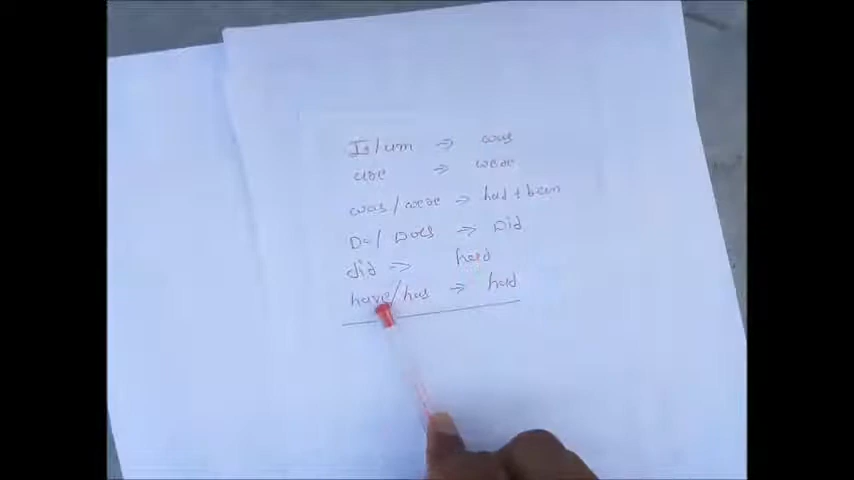 Is/am → was
are → were
was/were → had + been
Do/ Does → Did
did → had
have/has → had